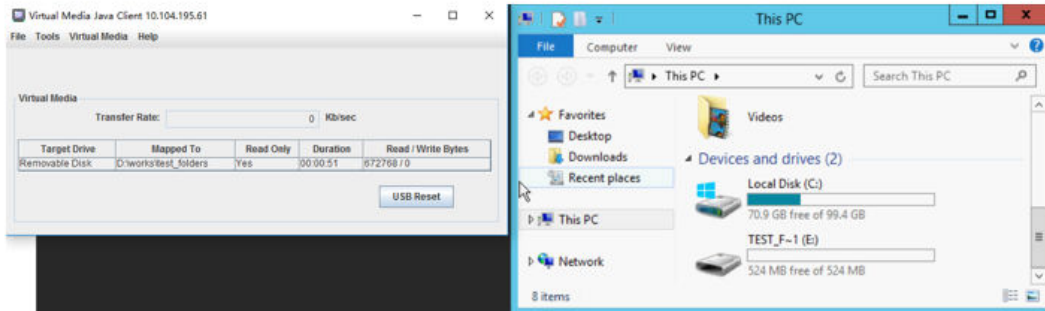 Virtual Media Java Client 10.104.195.61
File Tools Virtual Media Help
Virtual Media
Transfer Rate: 0 Kb/sec
Target Drive Mapped To Read Only Duration Read / Write Bytes
Removable Disk D:\works\test_folders Yes 00:00:51 672768 / 0
USB Reset
This PC
File Computer View
This PC
Search This PC
Favorites
Desktop
Downloads
Recent places
This PC
Network
Videos
Devices and drives (2)
Local Disk (C:)
70.9 GB free of 99.4 GB
TEST_F~1 (E:)
524 MB free of 524 MB
8 items